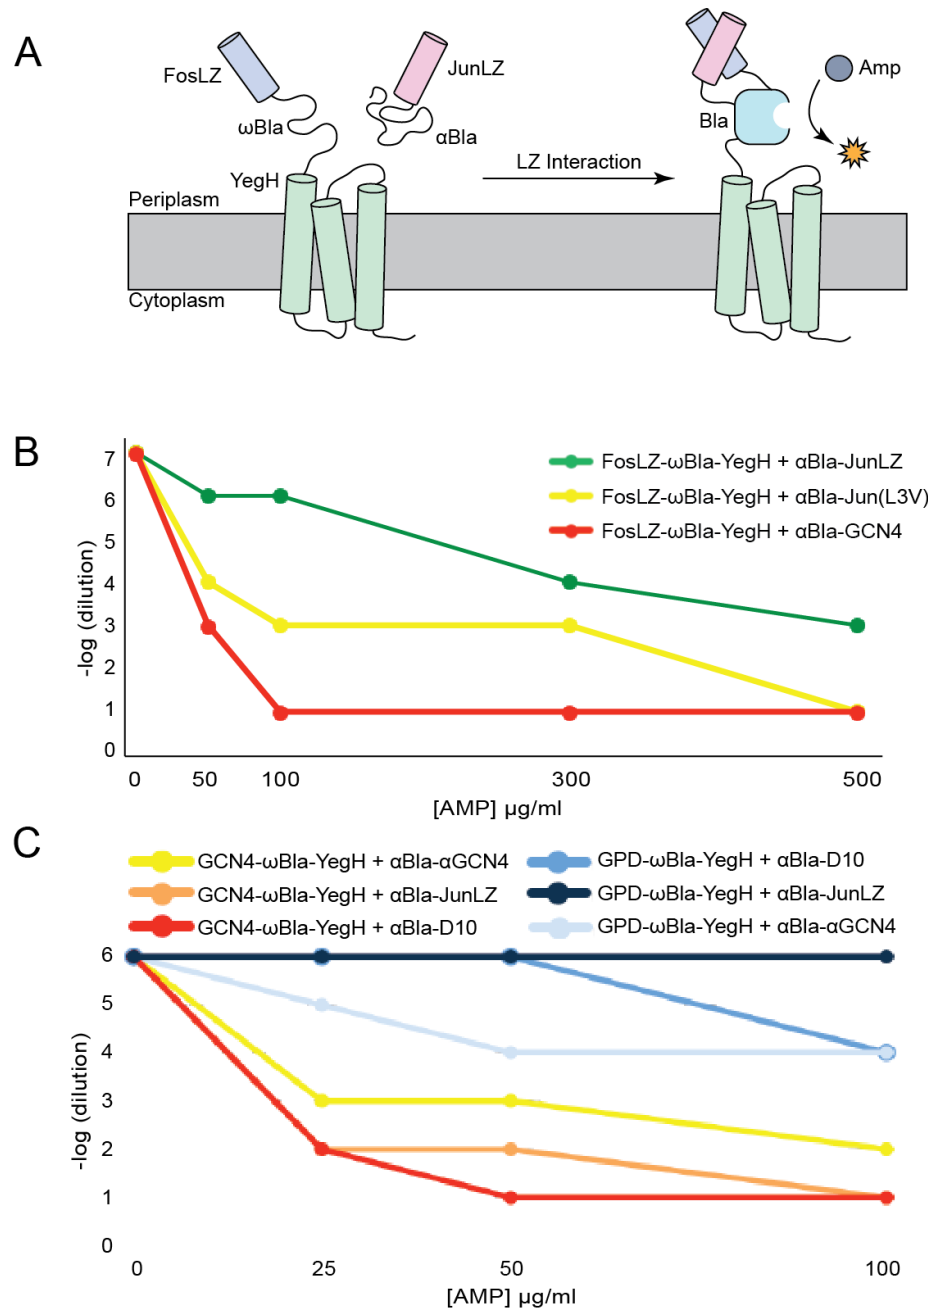 A
FosLZ
JunLZ
Amp
ωBla
αBla
Bla
LZ Interaction
YegH
Periplasm
Cytoplasm
B
7
6
5
4
3
2
1
0
-log (dilution)
FosLZ-ωBla-YegH + αBla-JunLZ
FosLZ-ωBla-YegH + αBla-Jun(L3V)
FosLZ-ωBla-YegH + αBla-GCN4
0 50 100 300 500
[AMP] µg/ml
C
GCN4-ωBla-YegH + αBla-αGCN4
GCN4-ωBla-YegH + αBla-JunLZ
GCN4-ωBla-YegH + αBla-D10
GPD-ωBla-YegH + αBla-D10
GPD-ωBla-YegH + αBla-JunLZ
GPD-ωBla-YegH + αBla-αGCN4
6
5
4
3
2
1
0
-log (dilution)
0 25 50 100
[AMP] µg/ml